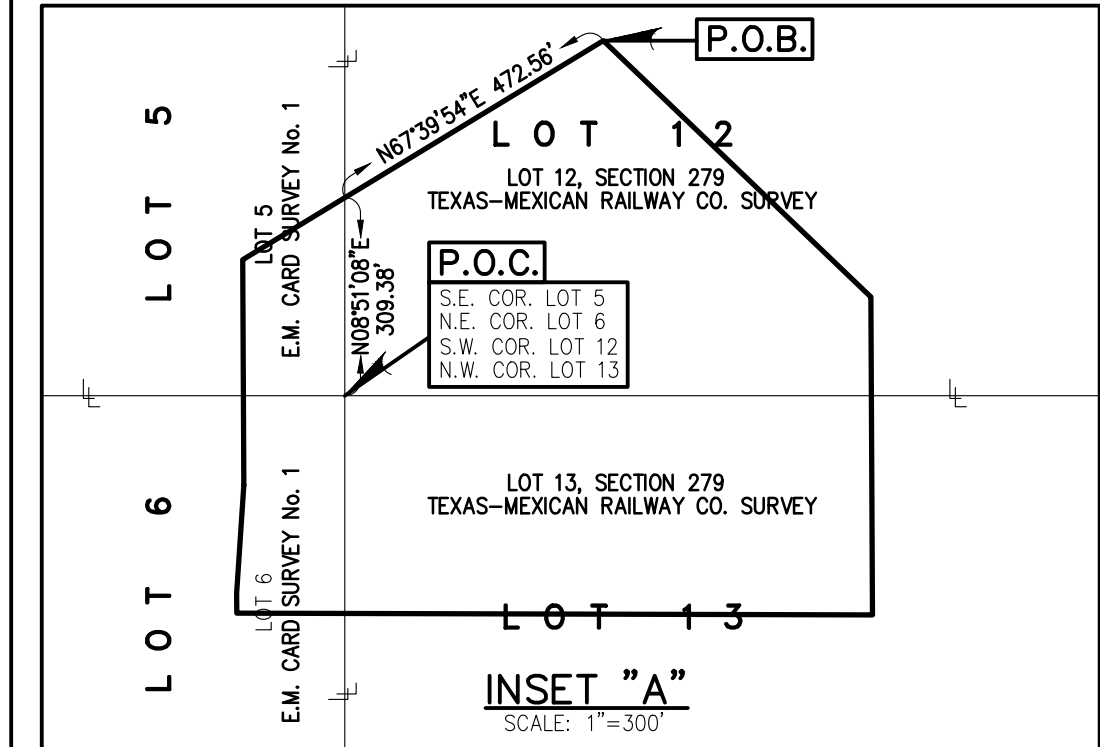 P.O.B.
N67°39'54"E 472.56'
LOT 12
LOT 12, SECTION 279
TEXAS-MEXICAN RAILWAY CO. SURVEY
LOT 5
LOT 5
E.M. CARD SURVEY No. 1
N08°51'08"E
309.38'
P.O.C.
S.E. COR. LOT 5
N.E. COR. LOT 6
S.W. COR. LOT 12
N.W. COR. LOT 13
LOT 13, SECTION 279
TEXAS-MEXICAN RAILWAY CO. SURVEY
LOT 6
LOT 6
E.M. CARD SURVEY No. 1
LOT 13
INSET "A"
SCALE: 1"=300'